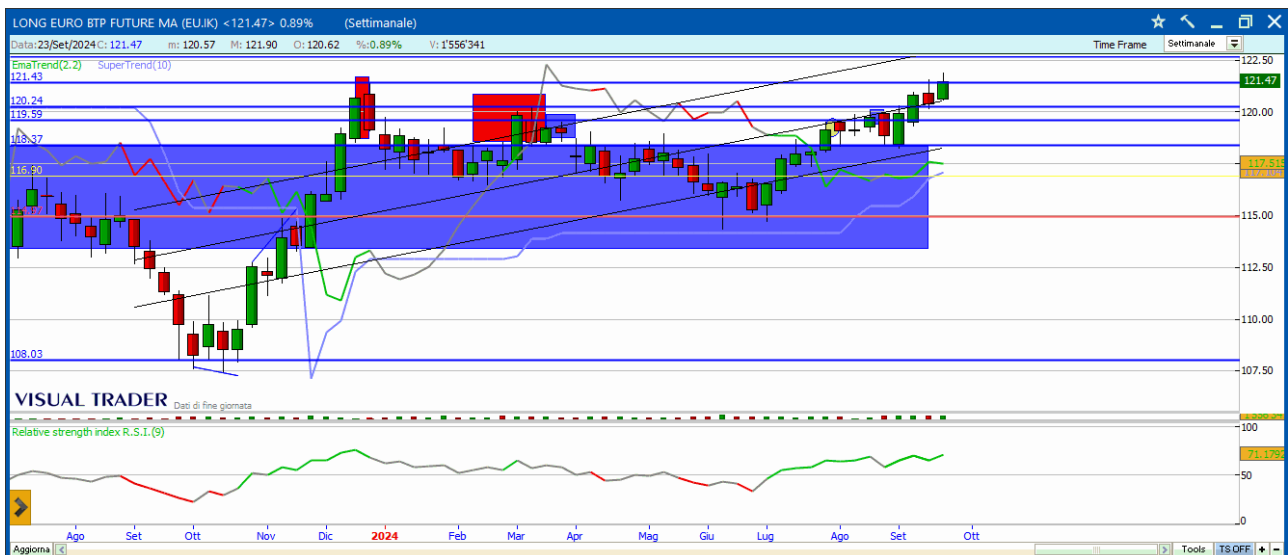 LONG EURO BTP FUTURE MA (EU.IK) <121.47> 0.89% (Settimanale)
Data:23/Set/2024 C: 121.47 m: 120.57 M: 121.90 O: 120.62 %:0.89% V: 1'556'341 Time Frame Settimanale
EmaTrend(2.2) SuperTrend(10)
122.50
121.43
121.47
120.24
120.00
119.59
118.37
117.515
116.90
115.00
112.50
110.00
108.03
107.50
VISUAL TRADER Dati di fine giornata
Relative strength index R.S.I.(9)
100
71.1792
50
0
Ago Set Ott Nov Dic 2024 Feb Mar Apr Mag Giu Lug Ago Set Ott
Aggiorna Tools TS OFF + -